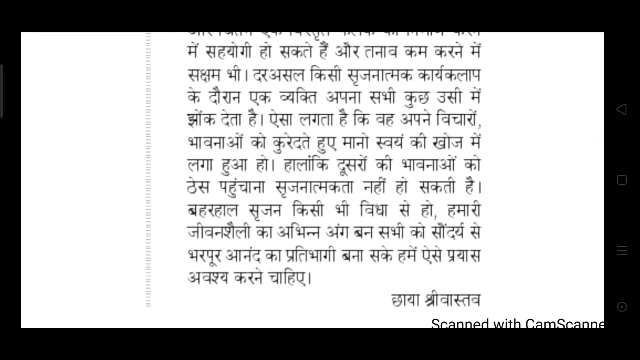 में सहयोगी हो सकते हैं और तनाव कम करने में
सक्षम भी। दरअसल किसी सृजनात्मक कार्यकलाप
के दौरान एक व्यक्ति अपना सभी कुछ उसी में
झोंक देता है। ऐसा लगता है कि वह अपने विचारों,
भावनाओं को कुरेदते हुए मानो स्वयं की खोज में
लगा हुआ हो। हालांकि दूसरों की भावनाओं को
ठेस पहुंचाना सृजनात्मकता नहीं हो सकती है।
बहरहाल सृजन किसी भी विधा से हो, हमारी
जीवनशैली का अभिन्न अंग बन सभी को सौंदर्य से
भरपूर आनंद का प्रतिभागी बना सके हमें ऐसे प्रयास
अवश्य करने चाहिए।
छाया श्रीवास्तव
Scanned with CamScanne